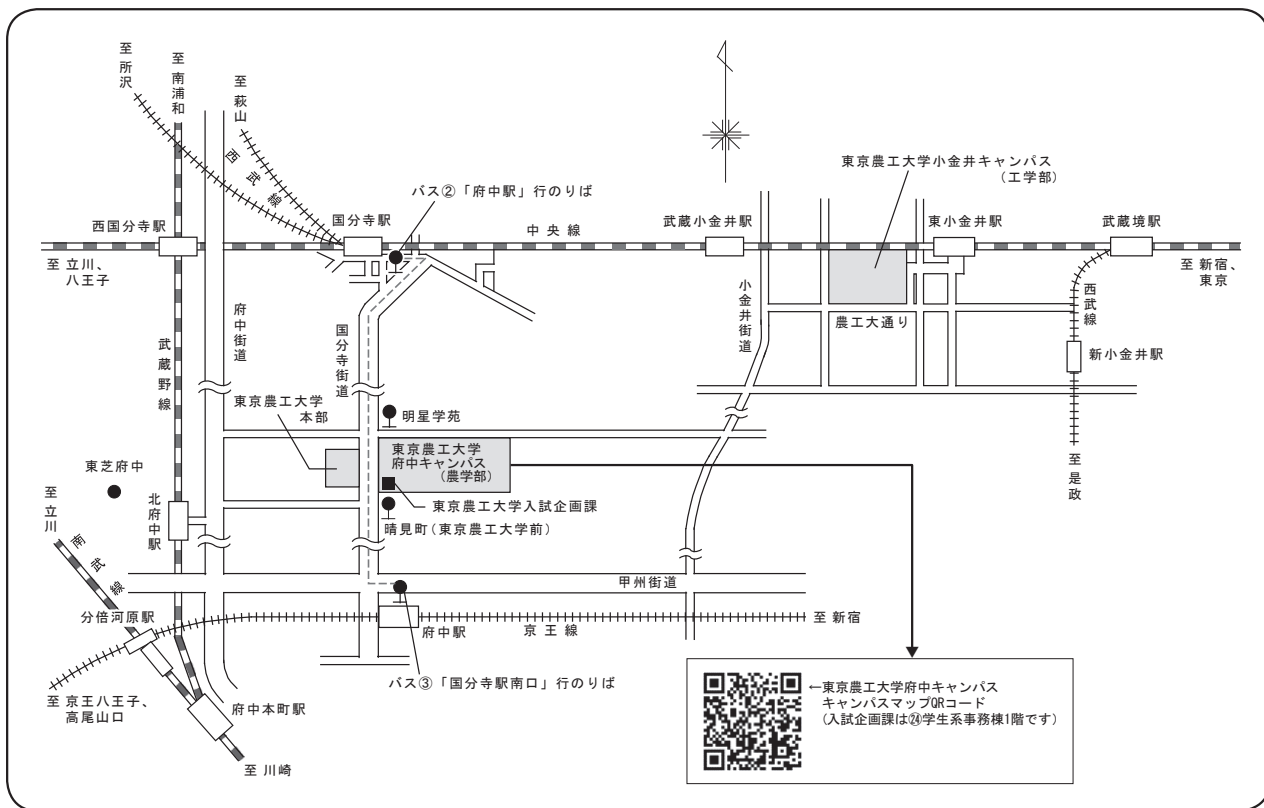 至 所沢
至 南浦和
至 萩山
西武線
バス②「府中駅」行のりば
東京農工大学小金井キャンパス
(工学部)
西国分寺駅
国分寺駅
中央線
武蔵小金井駅
東小金井駅
武蔵境駅
至 立川、
八王子
至 新宿、
東京
府中街道
国分寺街道
小金井街道
農工大通り
西武線
新小金井駅
武蔵野線
東京農工大学
本部
明星学苑
東京農工大学
府中キャンパス
(農学部)
至 是政
東芝府中
東京農工大学入試企画課
至 立川
北府中駅
晴見町(東京農工大学前)
南武線
甲州街道
分倍河原駅
府中駅
京王線
至 新宿
バス③「国分寺駅南口」行のりば
至 京王八王子、
高尾山口
府中本町駅
←東京農工大学府中キャンパス
キャンパスマップQRコード
(入試企画課は㉔学生系事務棟1階です)
至 川崎